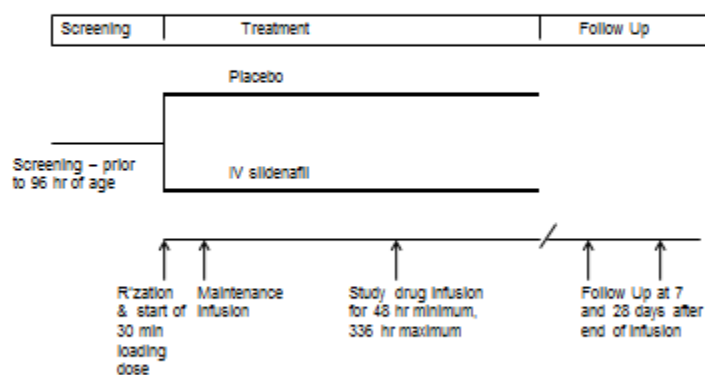 Screening Treatment Follow Up
Placebo
Screening – prior
to 96 hr of age
IV sildenafil
R'zation
& start of
30 min
loading
dose
Maintenance
infusion
Study drug infusion
for 48 hr minimum,
336 hr maximum
Follow Up at 7
and 28 days after
end of infusion